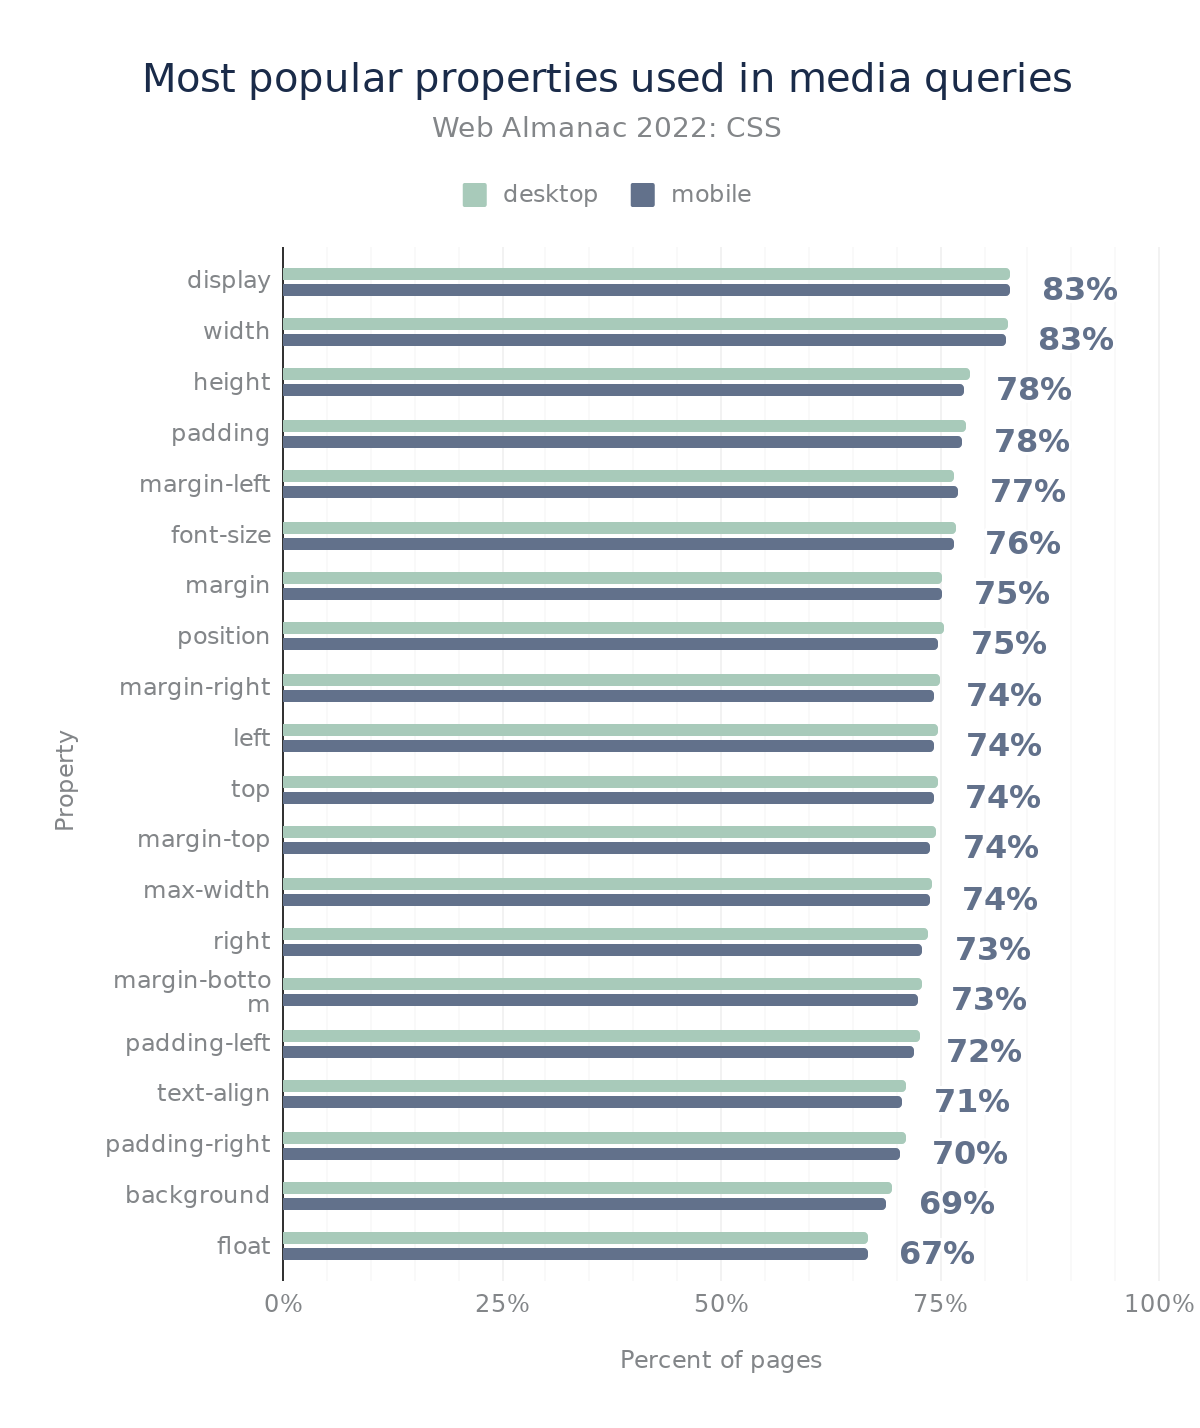 Most popular properties used in media queries
Web Almanac 2022: CSS
desktop
mobile
display 83%
width 83%
height 78%
padding 78%
margin-left 77%
font-size 76%
margin 75%
position 75%
margin-right 74%
left 74%
top 74%
margin-top 74%
max-width 74%
right 73%
margin-botto
m 73%
padding-left 72%
text-align 71%
padding-right 70%
background 69%
float 67%
Property
0% 25% 50% 75% 100%
Percent of pages